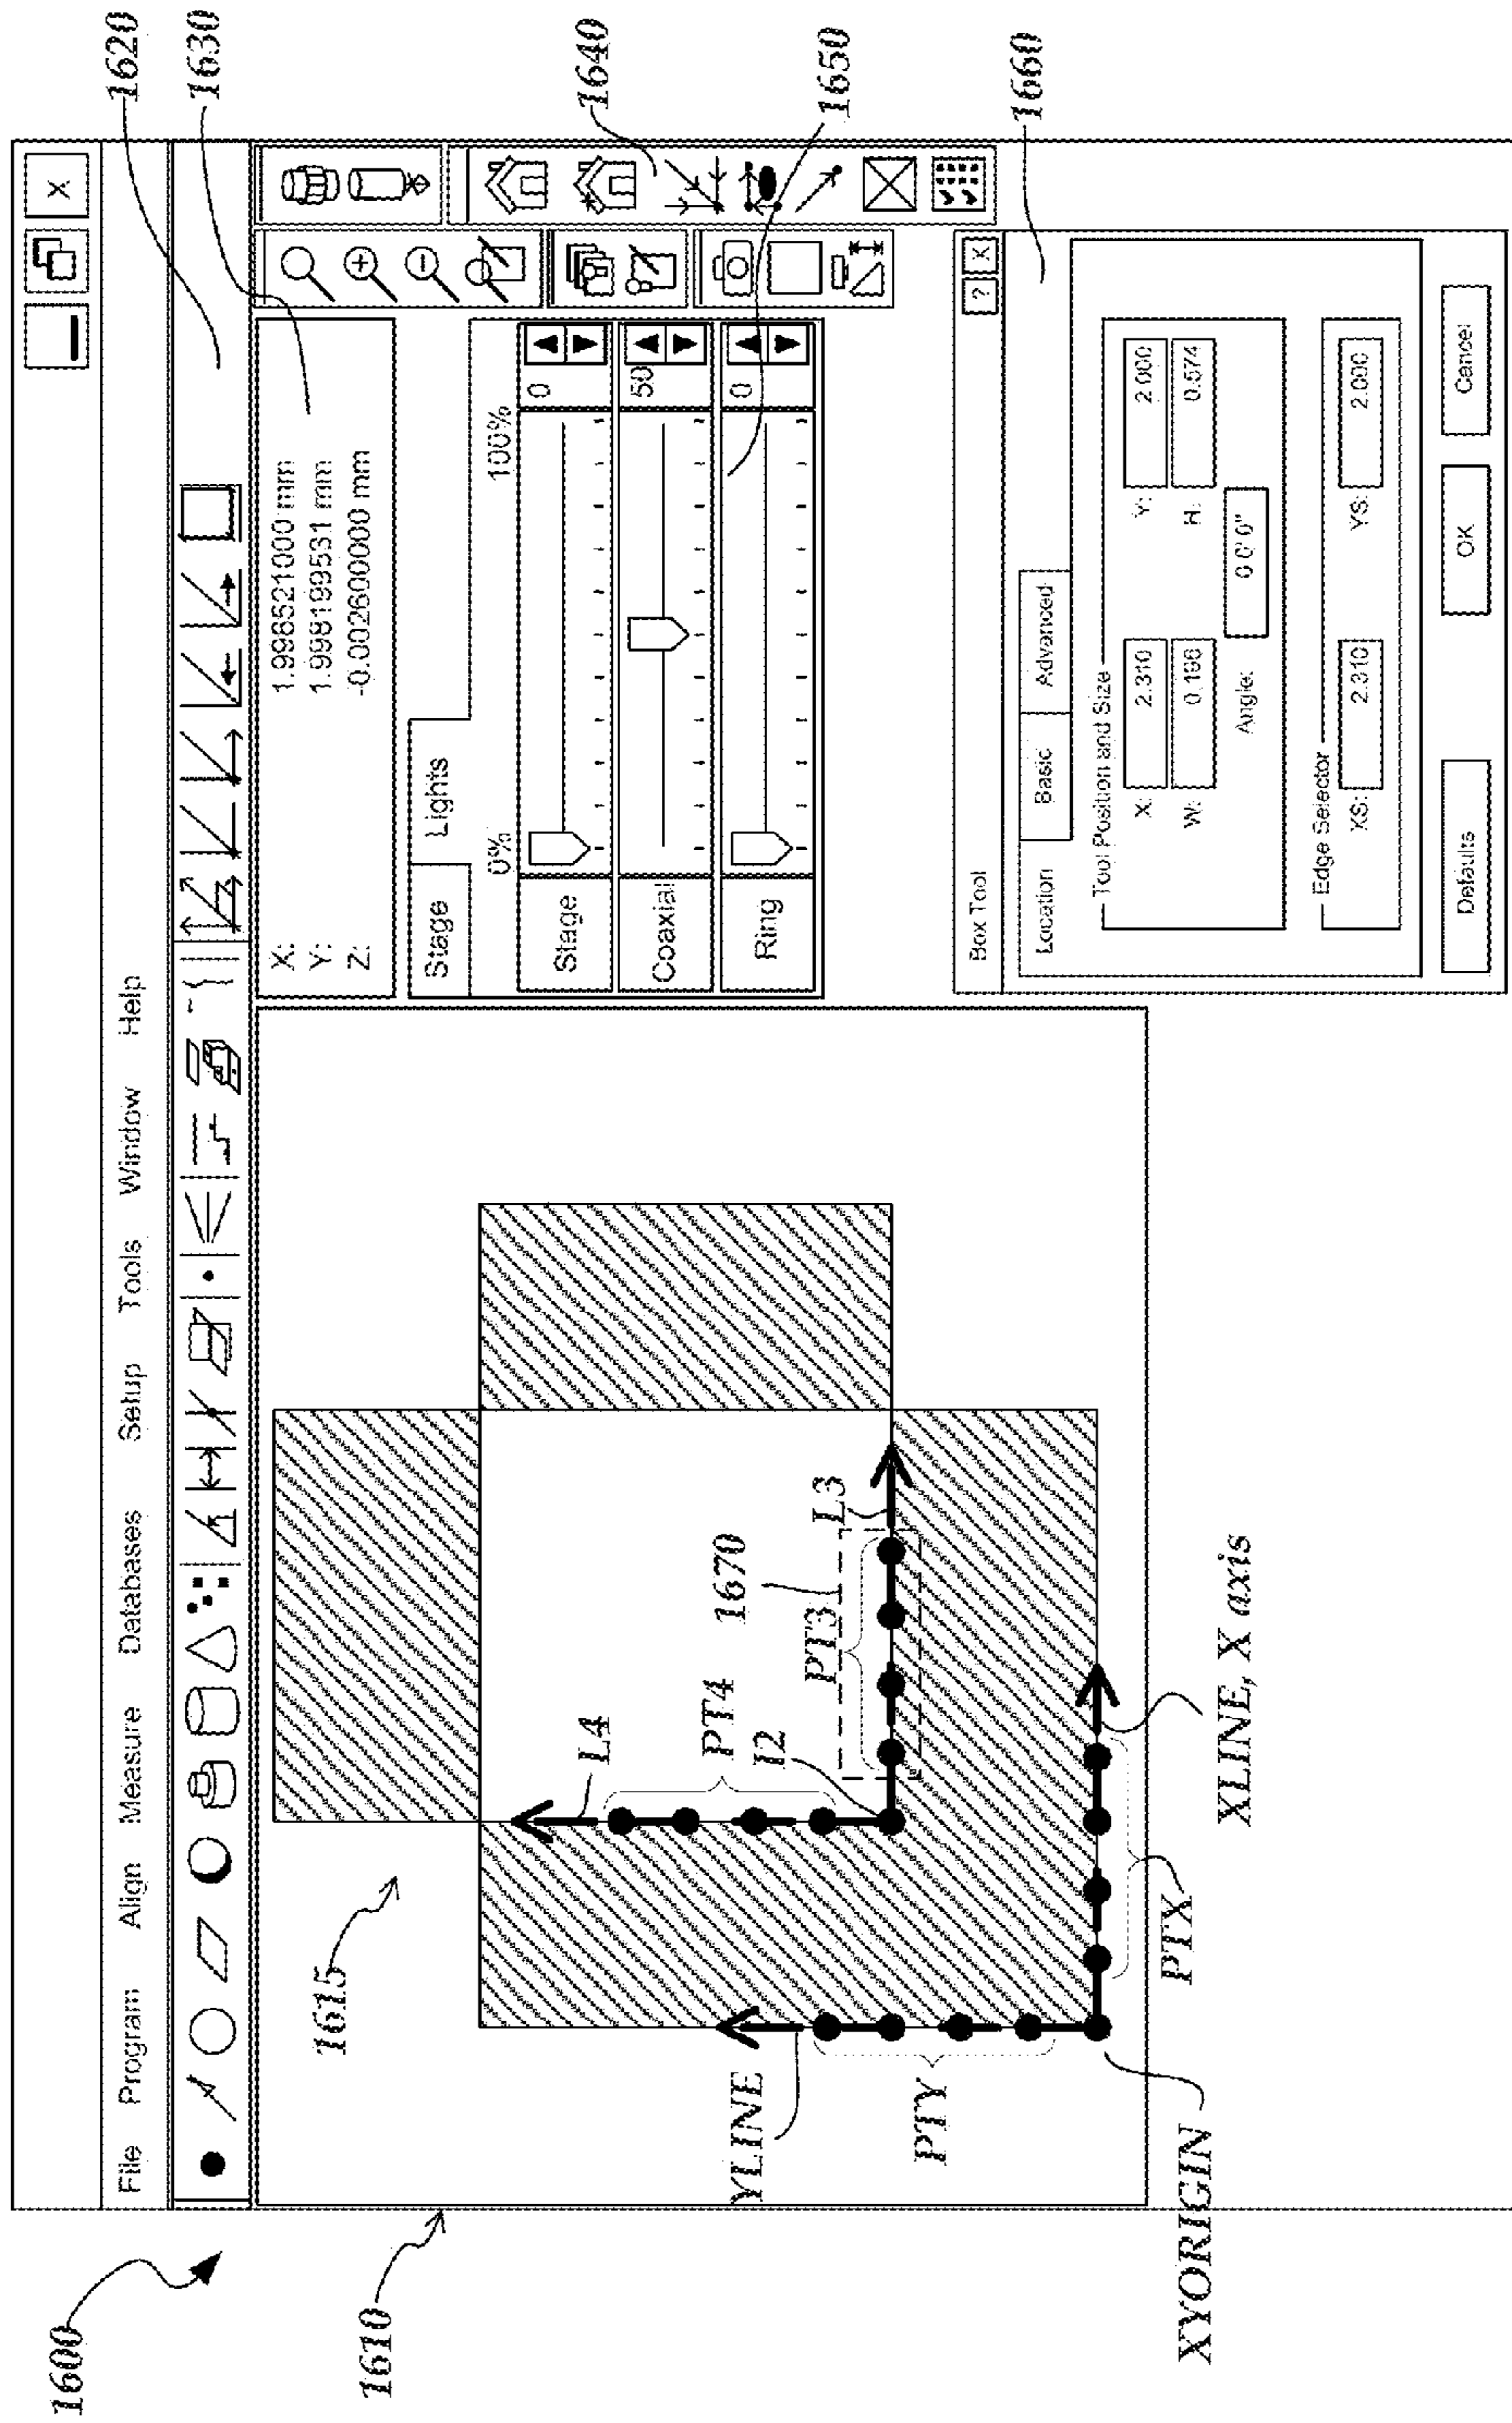 1600
1610
1620
1630
1640
1650
1660
X
File Program Align Measure Databases Setup Tools Window Help
X: 1.998521000 mm
Y: 1.998199531 mm
Z: -0.002600000 mm
Stage Lights
0% 100%
Stage 0
Coaxial 50
Ring 0
Box Tool ? X
Location Basic Advanced
Tool Position and Size
X: 2.310 Y: 2.000
W: 0.196 H: 0.574
Angle: 0 0' 0"
Edge Selector
XS: 2.310 YS: 2.000
Defaults OK Cancel
1615
L4
PT4
I2
1670
PT3
L3
YLINE
PTY
XYORIGIN
PTX
XLINE, X axis